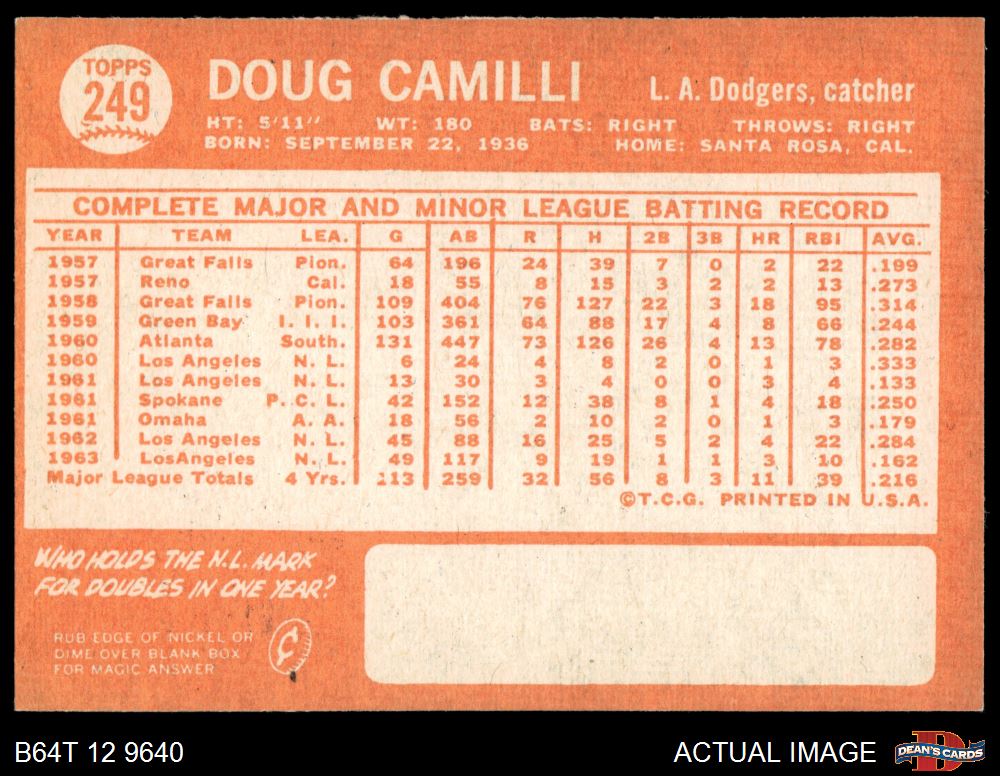 TOPPS
249
DOUG CAMILLI
L. A. Dodgers, catcher
HT: 5'11" WT: 180 BATS: RIGHT THROWS: RIGHT
BORN: SEPTEMBER 22, 1936 HOME: SANTA ROSA, CAL.
COMPLETE MAJOR AND MINOR LEAGUE BATTING RECORD
YEAR TEAM LEA. G AB R H 2B 3B HR RBI AVG.
1957 Great Falls Pion. 64 196 24 39 7 0 2 22 .199
1957 Reno Cal. 18 55 8 15 3 2 2 13 .273
1958 Great Falls Pion. 109 404 76 127 22 3 18 95 .314
1959 Green Bay I. I. I. 103 361 64 88 17 4 8 66 .244
1960 Atlanta South. 131 447 73 126 26 4 13 78 .282
1960 Los Angeles N. L. 6 24 4 8 2 0 1 3 .333
1961 Los Angeles N. L. 13 30 3 4 0 0 3 4 .133
1961 Spokane P. C. L. 42 152 12 38 8 1 4 18 .250
1961 Omaha A. A. 18 56 2 10 2 0 1 3 .179
1962 Los Angeles N. L. 45 88 16 25 5 2 4 22 .284
1963 LosAngeles N. L. 49 117 9 19 1 1 3 10 .162
Major League Totals 4 Yrs. 113 259 32 56 8 3 11 39 .216
©T.C.G. PRINTED IN U.S.A.
WHO HOLDS THE N.L. MARK
FOR DOUBLES IN ONE YEAR?
RUB EDGE OF NICKEL OR
DIME OVER BLANK BOX
FOR MAGIC ANSWER
¢
B64T 12 9640
ACTUAL IMAGE
DEAN'S CARDS